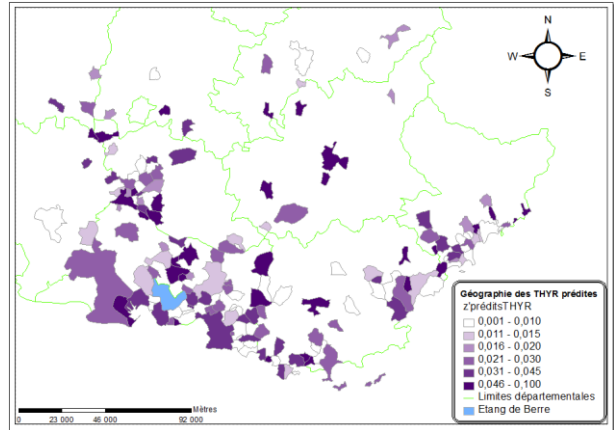 N
W E
S
Géographie des THYR prédites
z'préditsTHYR
0,001 - 0,010
0,011 - 0,015
0,016 - 0,020
0,021 - 0,030
0,031 - 0,045
0,046 - 0,100
Limites départementales
Etang de Berre
Mètres
0 23 000 46 000 92 000